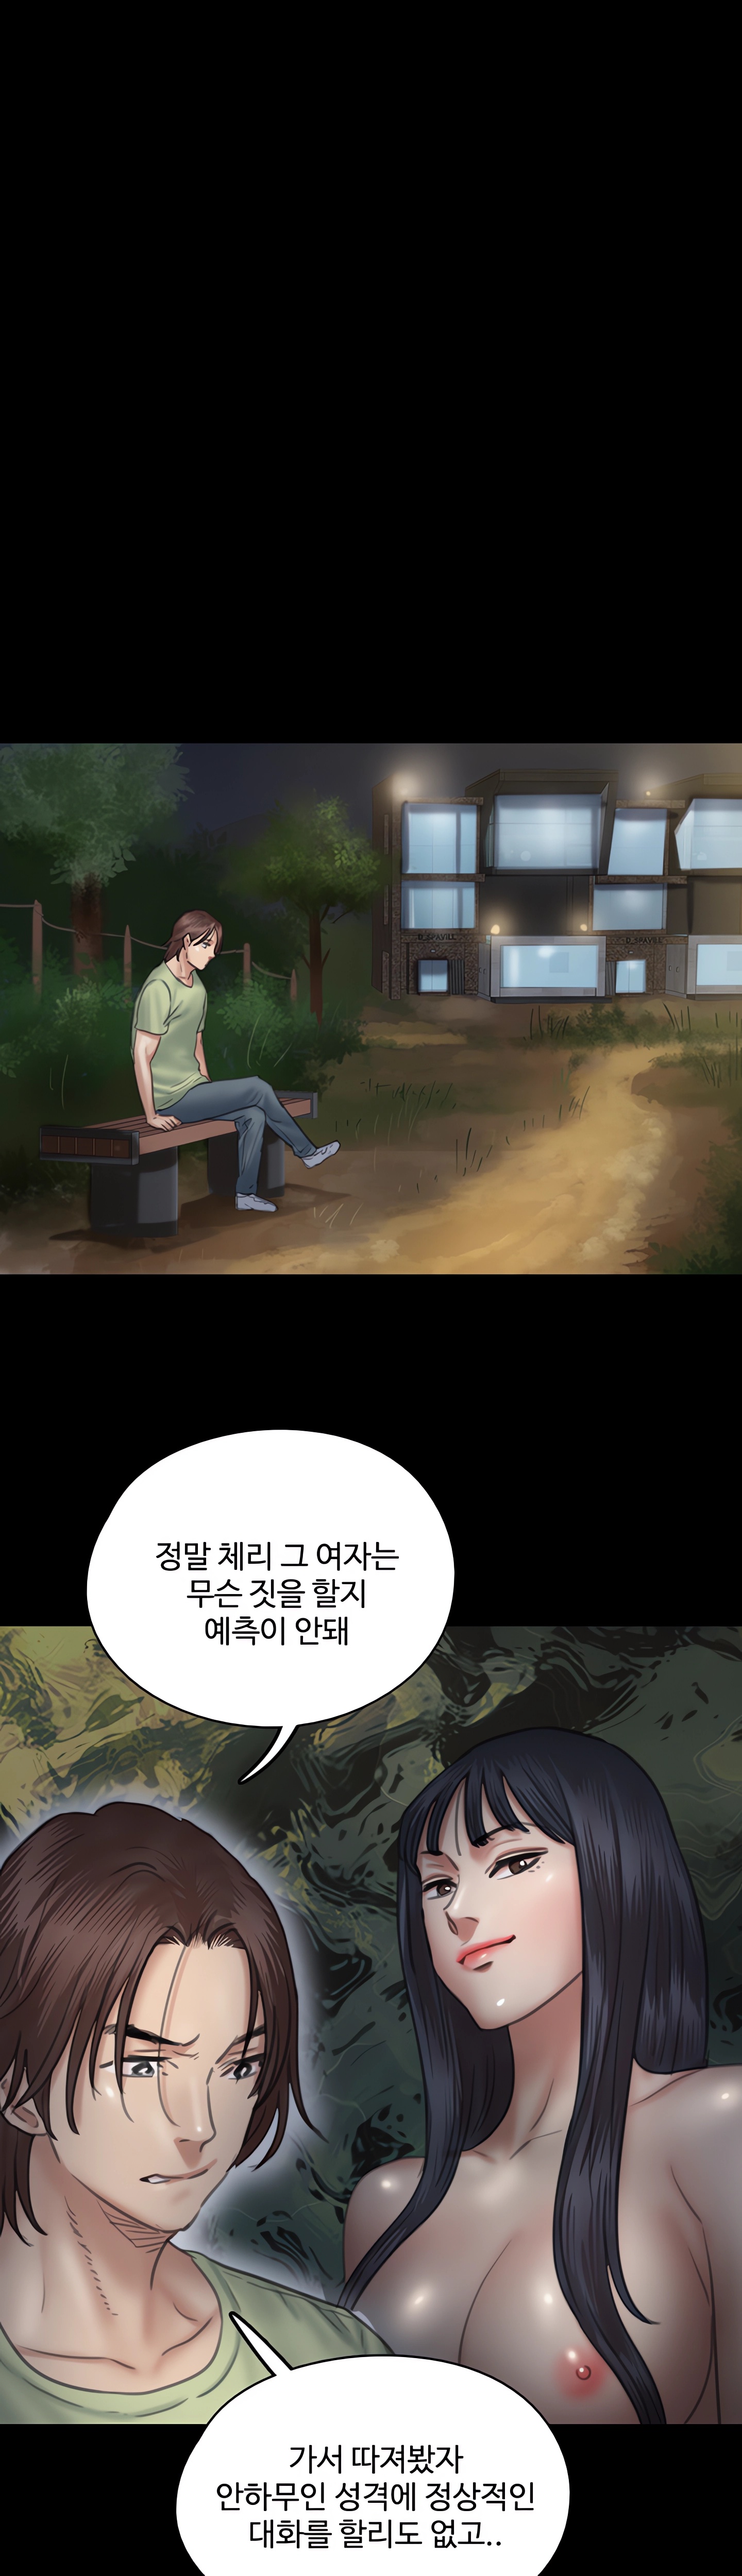 D_SPAVILL
D_SPAVILL
정말 체리 그 여자는
무슨 짓을 할지
예측이 안돼
가서 따져봤자
안하무인 성격에 정상적인
대화를 할리도 없고..